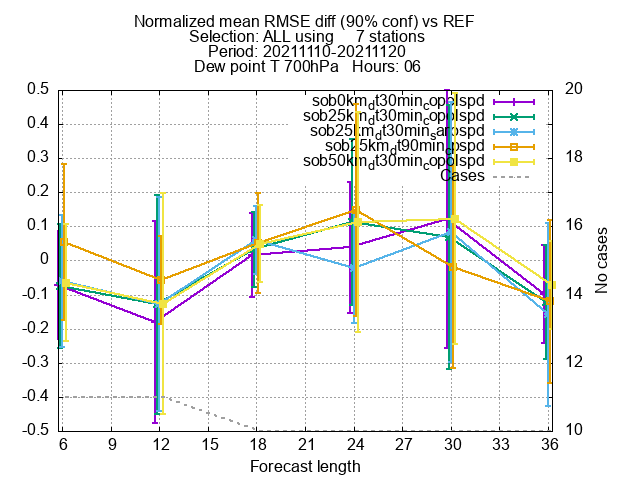 Normalized mean RMSE diff (90% conf) vs REF
Selection: ALL using 7 stations
Period: 20211110-20211120
Dew point T 700hPa Hours: 06
0.5
0.4
0.3
0.2
0.1
0
-0.1
-0.2
-0.3
-0.4
-0.5
20
18
16
14
12
10
sob0km_dt30min_copolspd
sob25km_dt30min_copolspd
sob25km_dt30min_sarpspd
Cases
sob50km_dt30min_copolspd
No cases
6 9 12 15 18 21 24 27 30 33 36
Forecast length